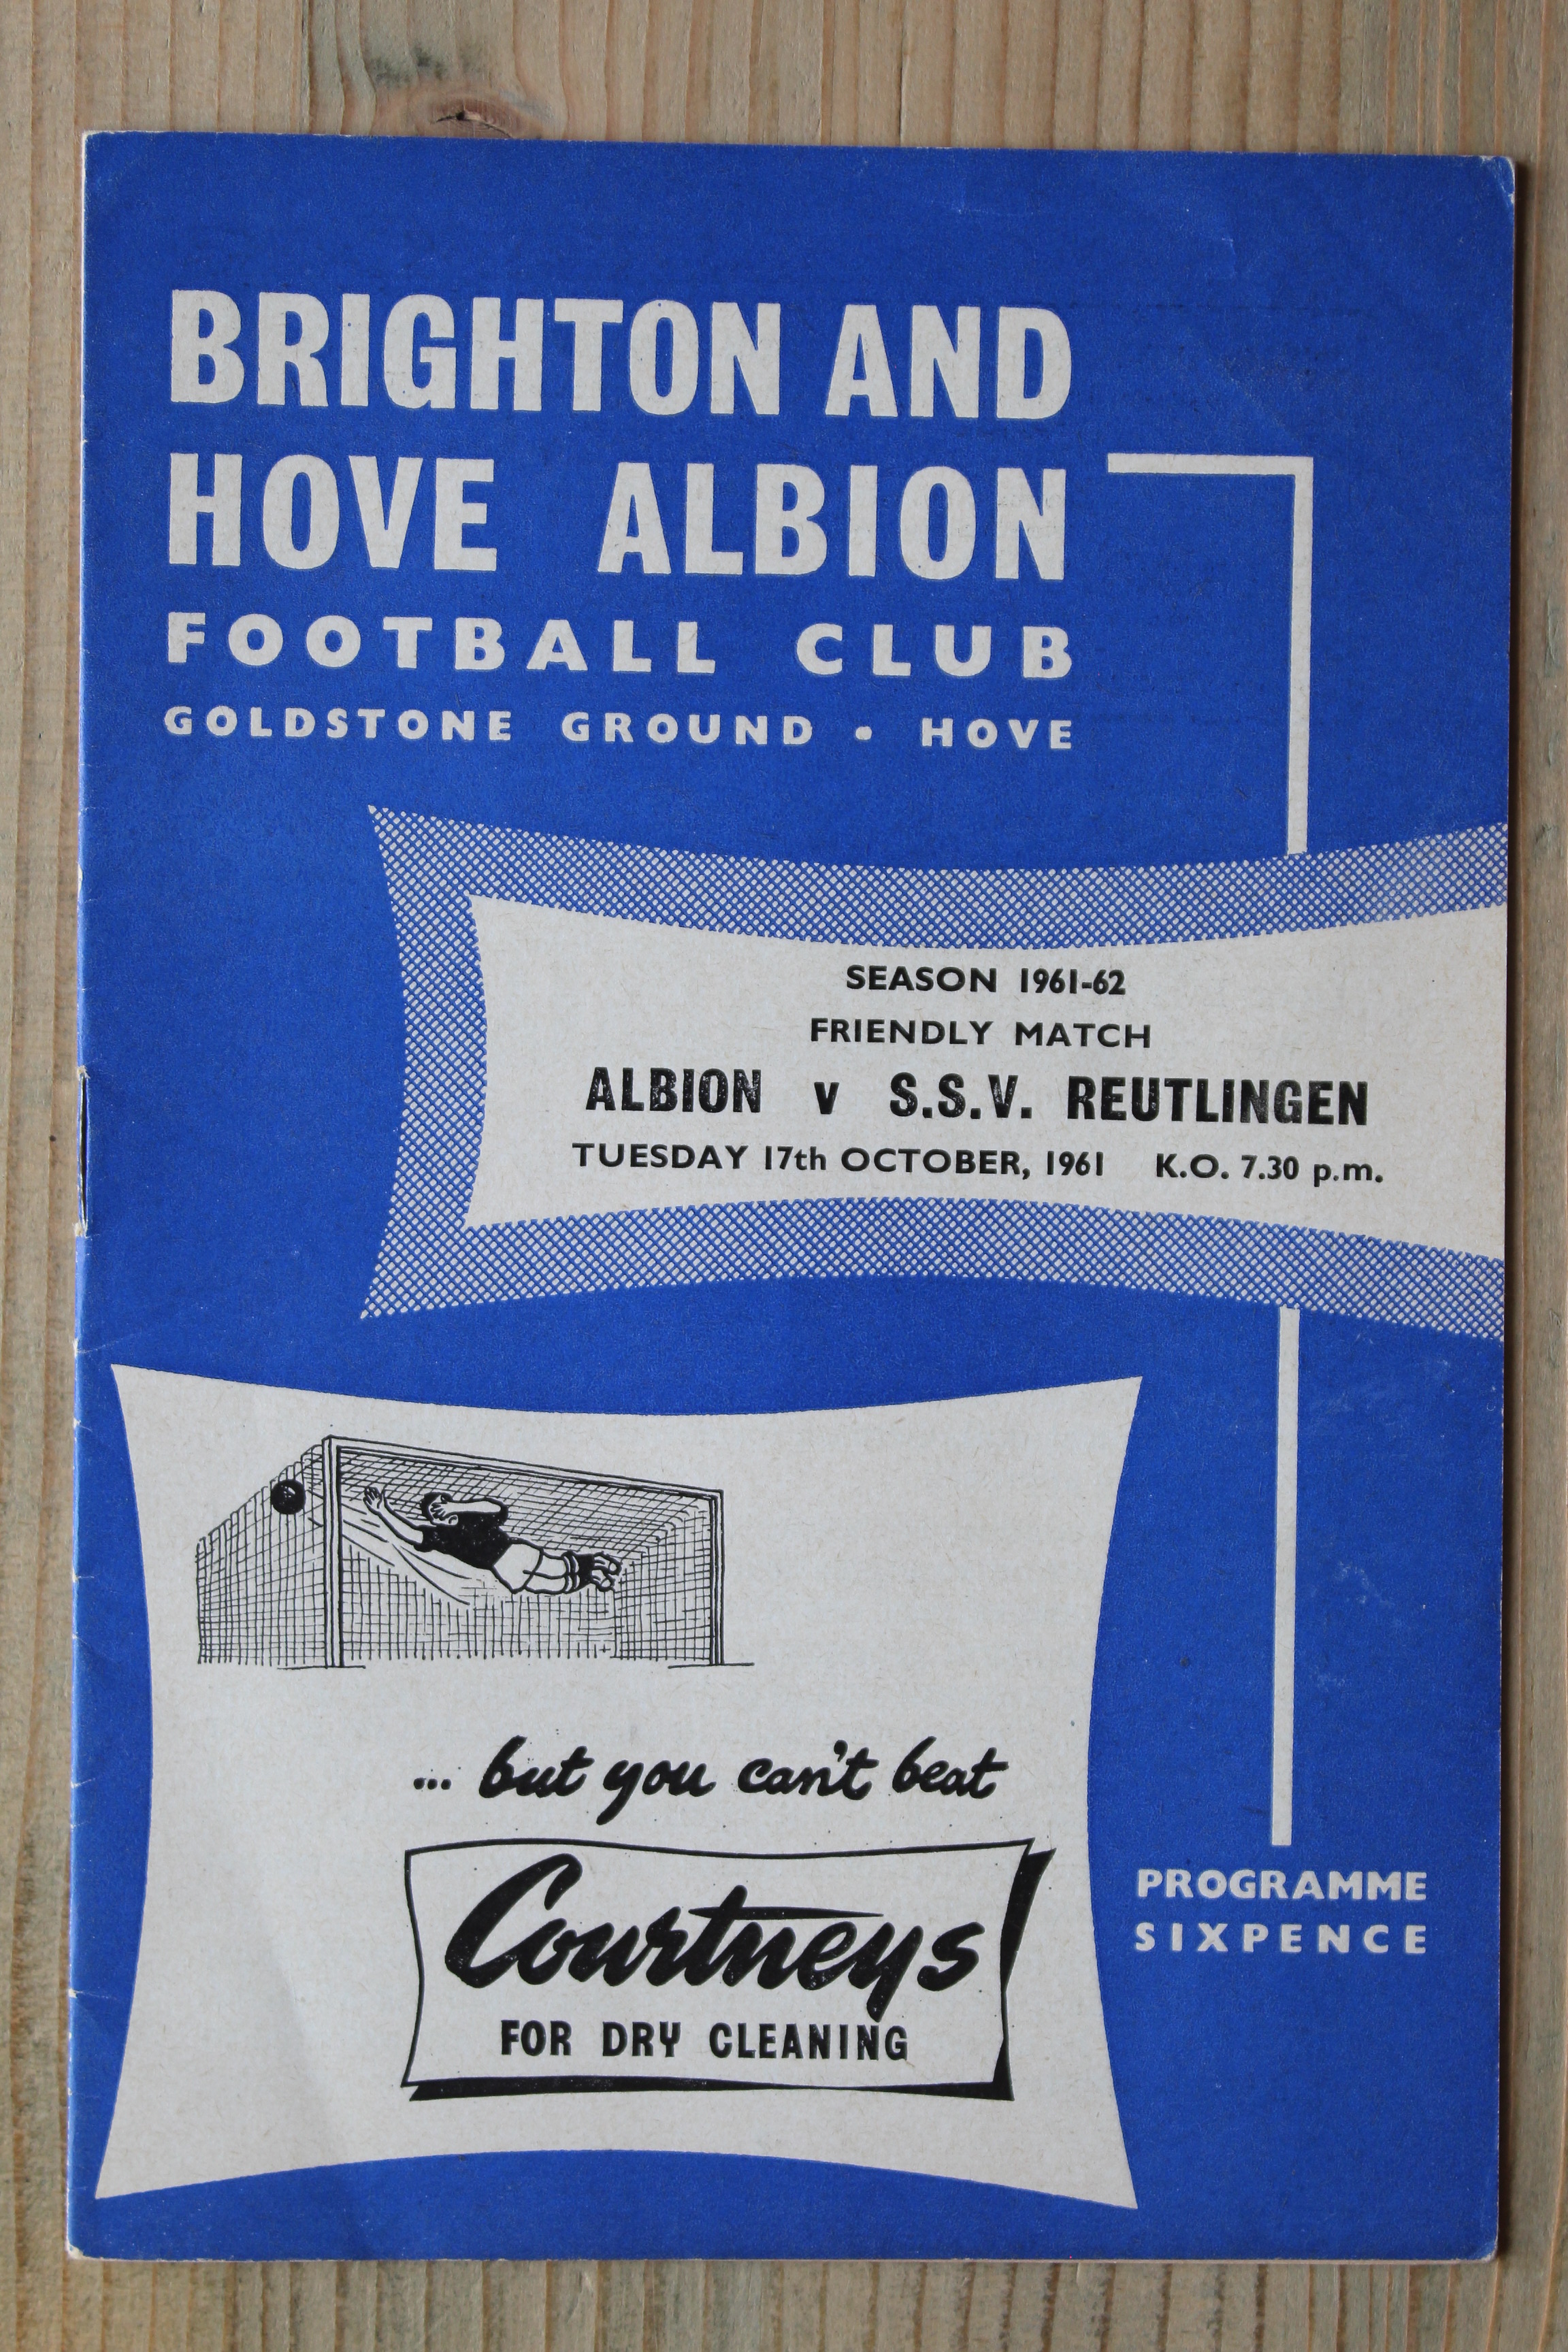 BRIGHTON AND
HOVE ALBION
FOOTBALL CLUB
GOLDSTONE GROUND • HOVE
SEASON 1961-62
FRIENDLY MATCH
ALBION v S.S.V. REUTLINGEN
TUESDAY 17th OCTOBER, 1961 K.O. 7.30 p.m.
... but you can't beat
Courtneys
FOR DRY CLEANING
PROGRAMME
SIXPENCE